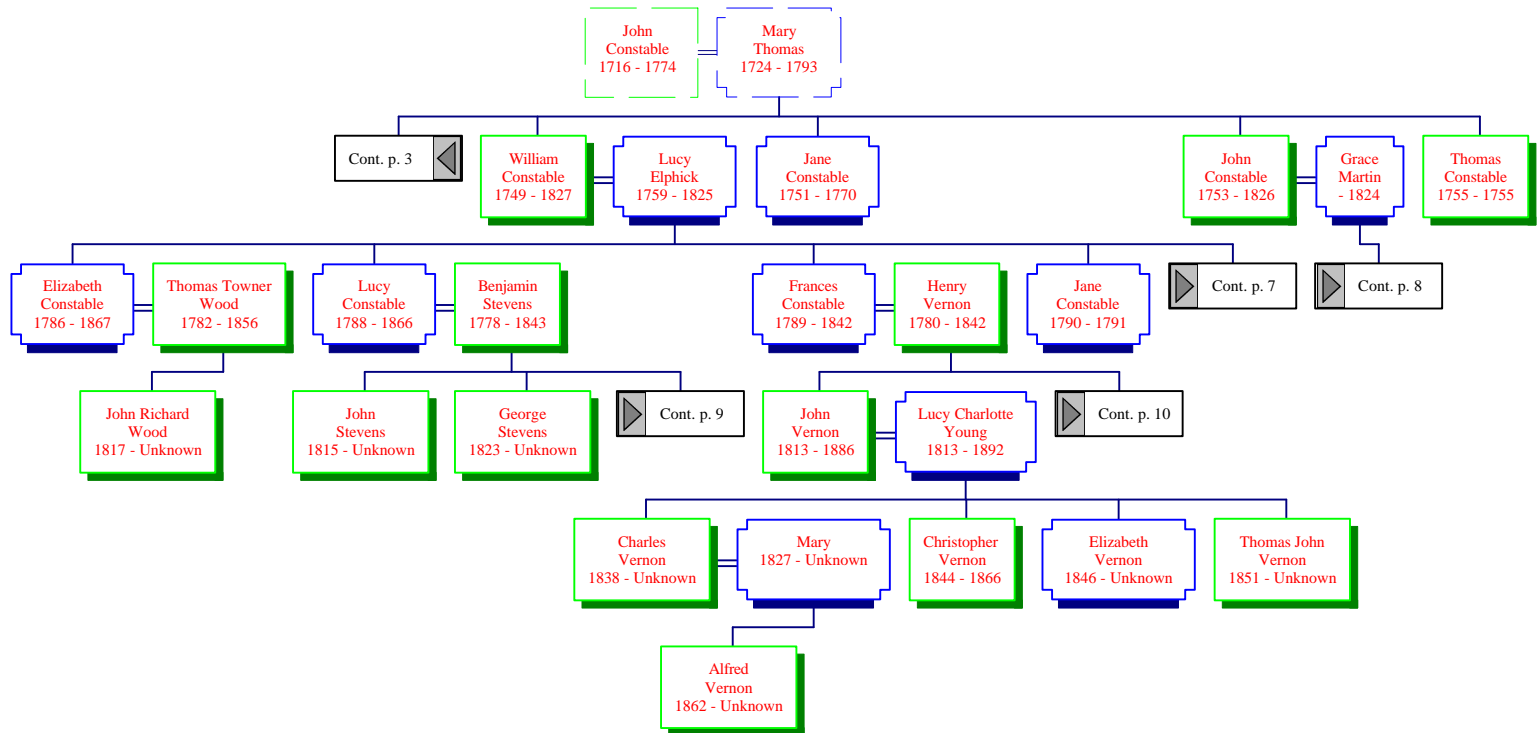 John
Constable
1716 - 1774
Mary
Thomas
1724 - 1793
Cont. p. 3
William
Constable
1749 - 1827
Lucy
Elphick
1759 - 1825
Jane
Constable
1751 - 1770
John
Constable
1753 - 1826
Grace
Martin
- 1824
Thomas
Constable
1755 - 1755
Elizabeth
Constable
1786 - 1867
Thomas Towner
Wood
1782 - 1856
Lucy
Constable
1788 - 1866
Benjamin
Stevens
1778 - 1843
Frances
Constable
1789 - 1842
Henry
Vernon
1780 - 1842
Jane
Constable
1790 - 1791
Cont. p. 7
Cont. p. 8
John Richard
Wood
1817 - Unknown
John
Stevens
1815 - Unknown
George
Stevens
1823 - Unknown
Cont. p. 9
John
Vernon
1813 - 1886
Lucy Charlotte
Young
1813 - 1892
Cont. p. 10
Charles
Vernon
1838 - Unknown
Mary
1827 - Unknown
Christopher
Vernon
1844 - 1866
Elizabeth
Vernon
1846 - Unknown
Thomas John
Vernon
1851 - Unknown
Alfred
Vernon
1862 - Unknown